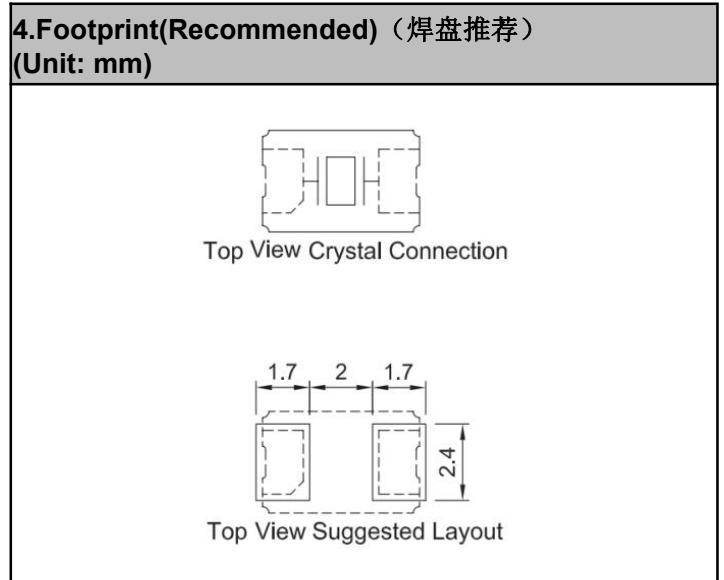 4.Footprint(Recommended)（焊盘推荐）
(Unit: mm)
Top View Crystal Connection
1.7 2 1.7
2.4
Top View Suggested Layout